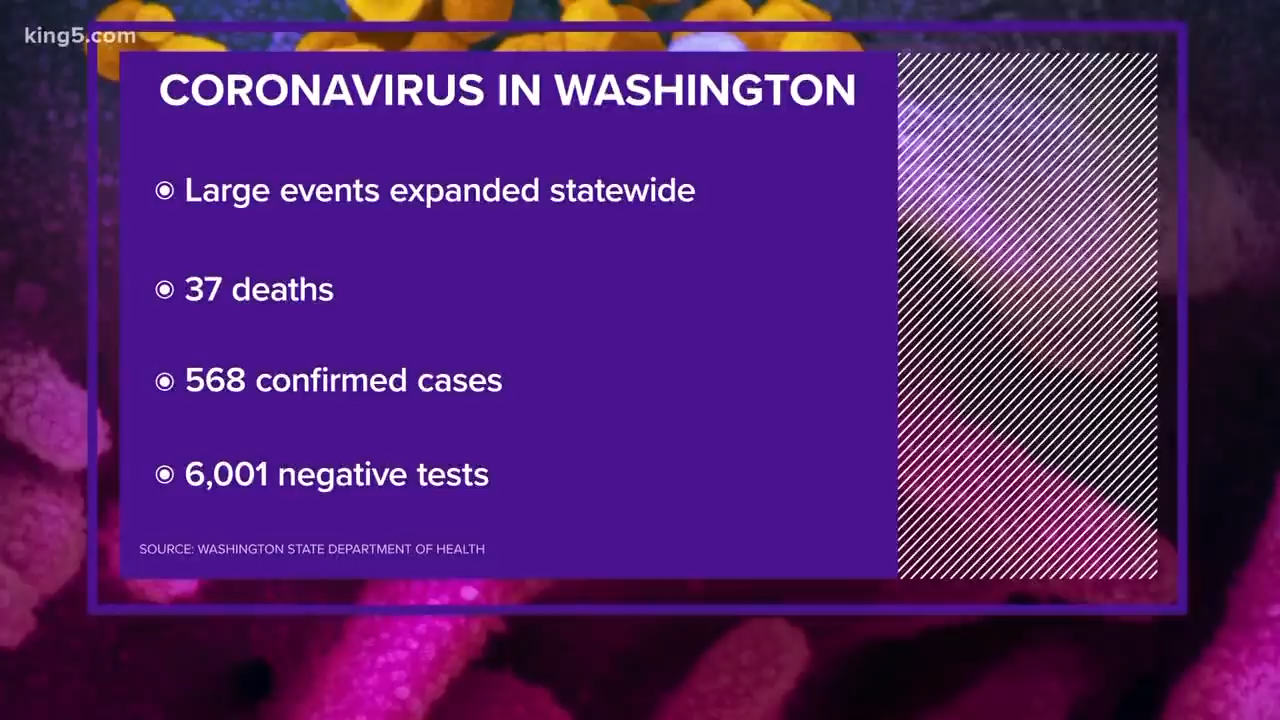 king5.com
CORONAVIRUS IN WASHINGTON
Large events expanded statewide
37 deaths
568 confirmed cases
6,001 negative tests
SOURCE: WASHINGTON STATE DEPARTMENT OF HEALTH